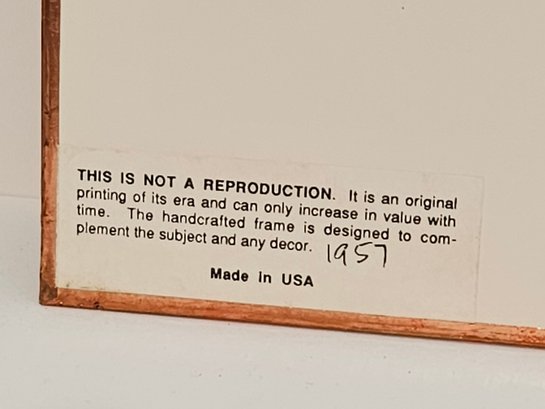 THIS IS NOT A REPRODUCTION. It is an original
printing of its era and can only increase in value with
time. The handcrafted frame is designed to com-
plement the subject and any decor. 1957
Made in USA